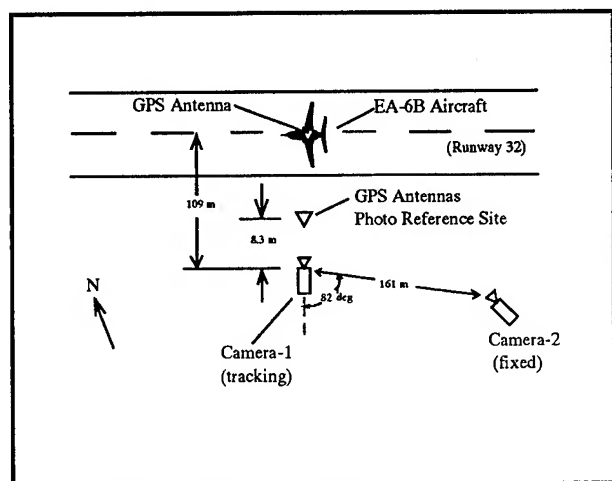 GPS Antenna
EA-6B Aircraft
(Runway 32)
109 m
GPS Antennas
Photo Reference Site
8.3 m
N
82 deg
161 m
Camera-1
(tracking)
Camera-2
(fixed)